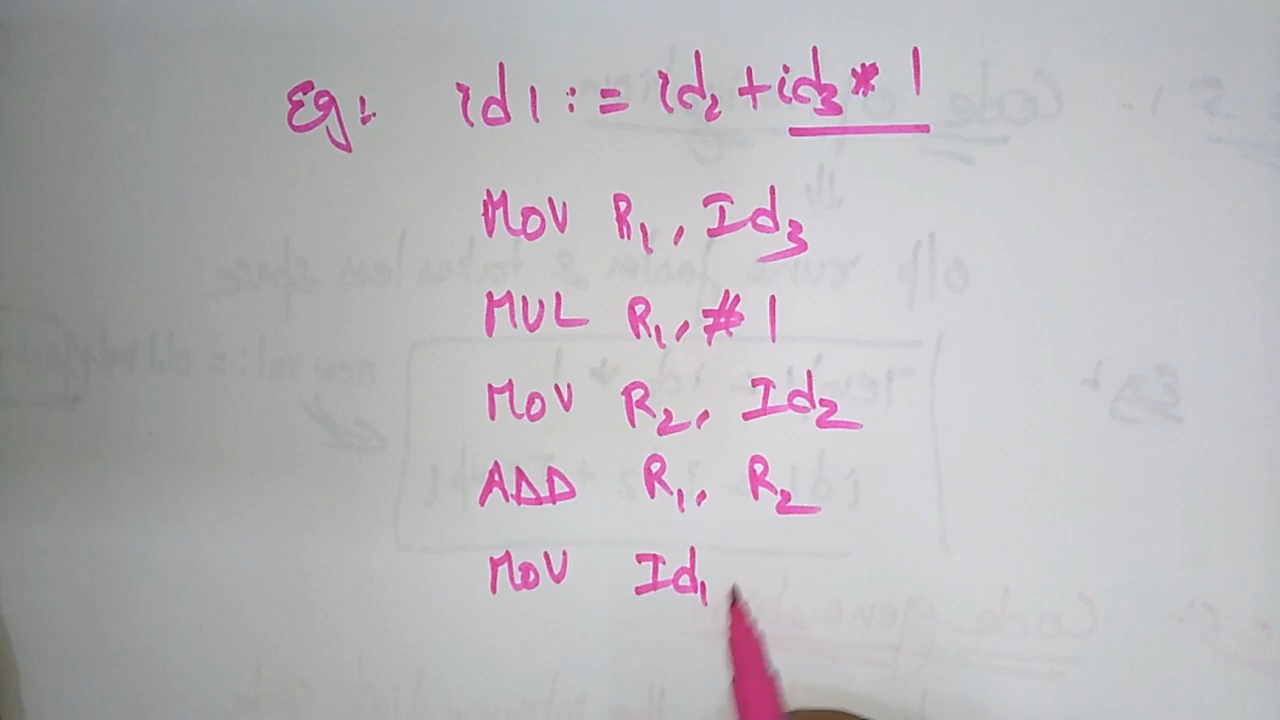 Eg:. id1 := id2 + id3 * 1
MOV R1, Id3
MUL R1, # 1
MOV R2, Id2
ADD R1, R2
MOV Id1